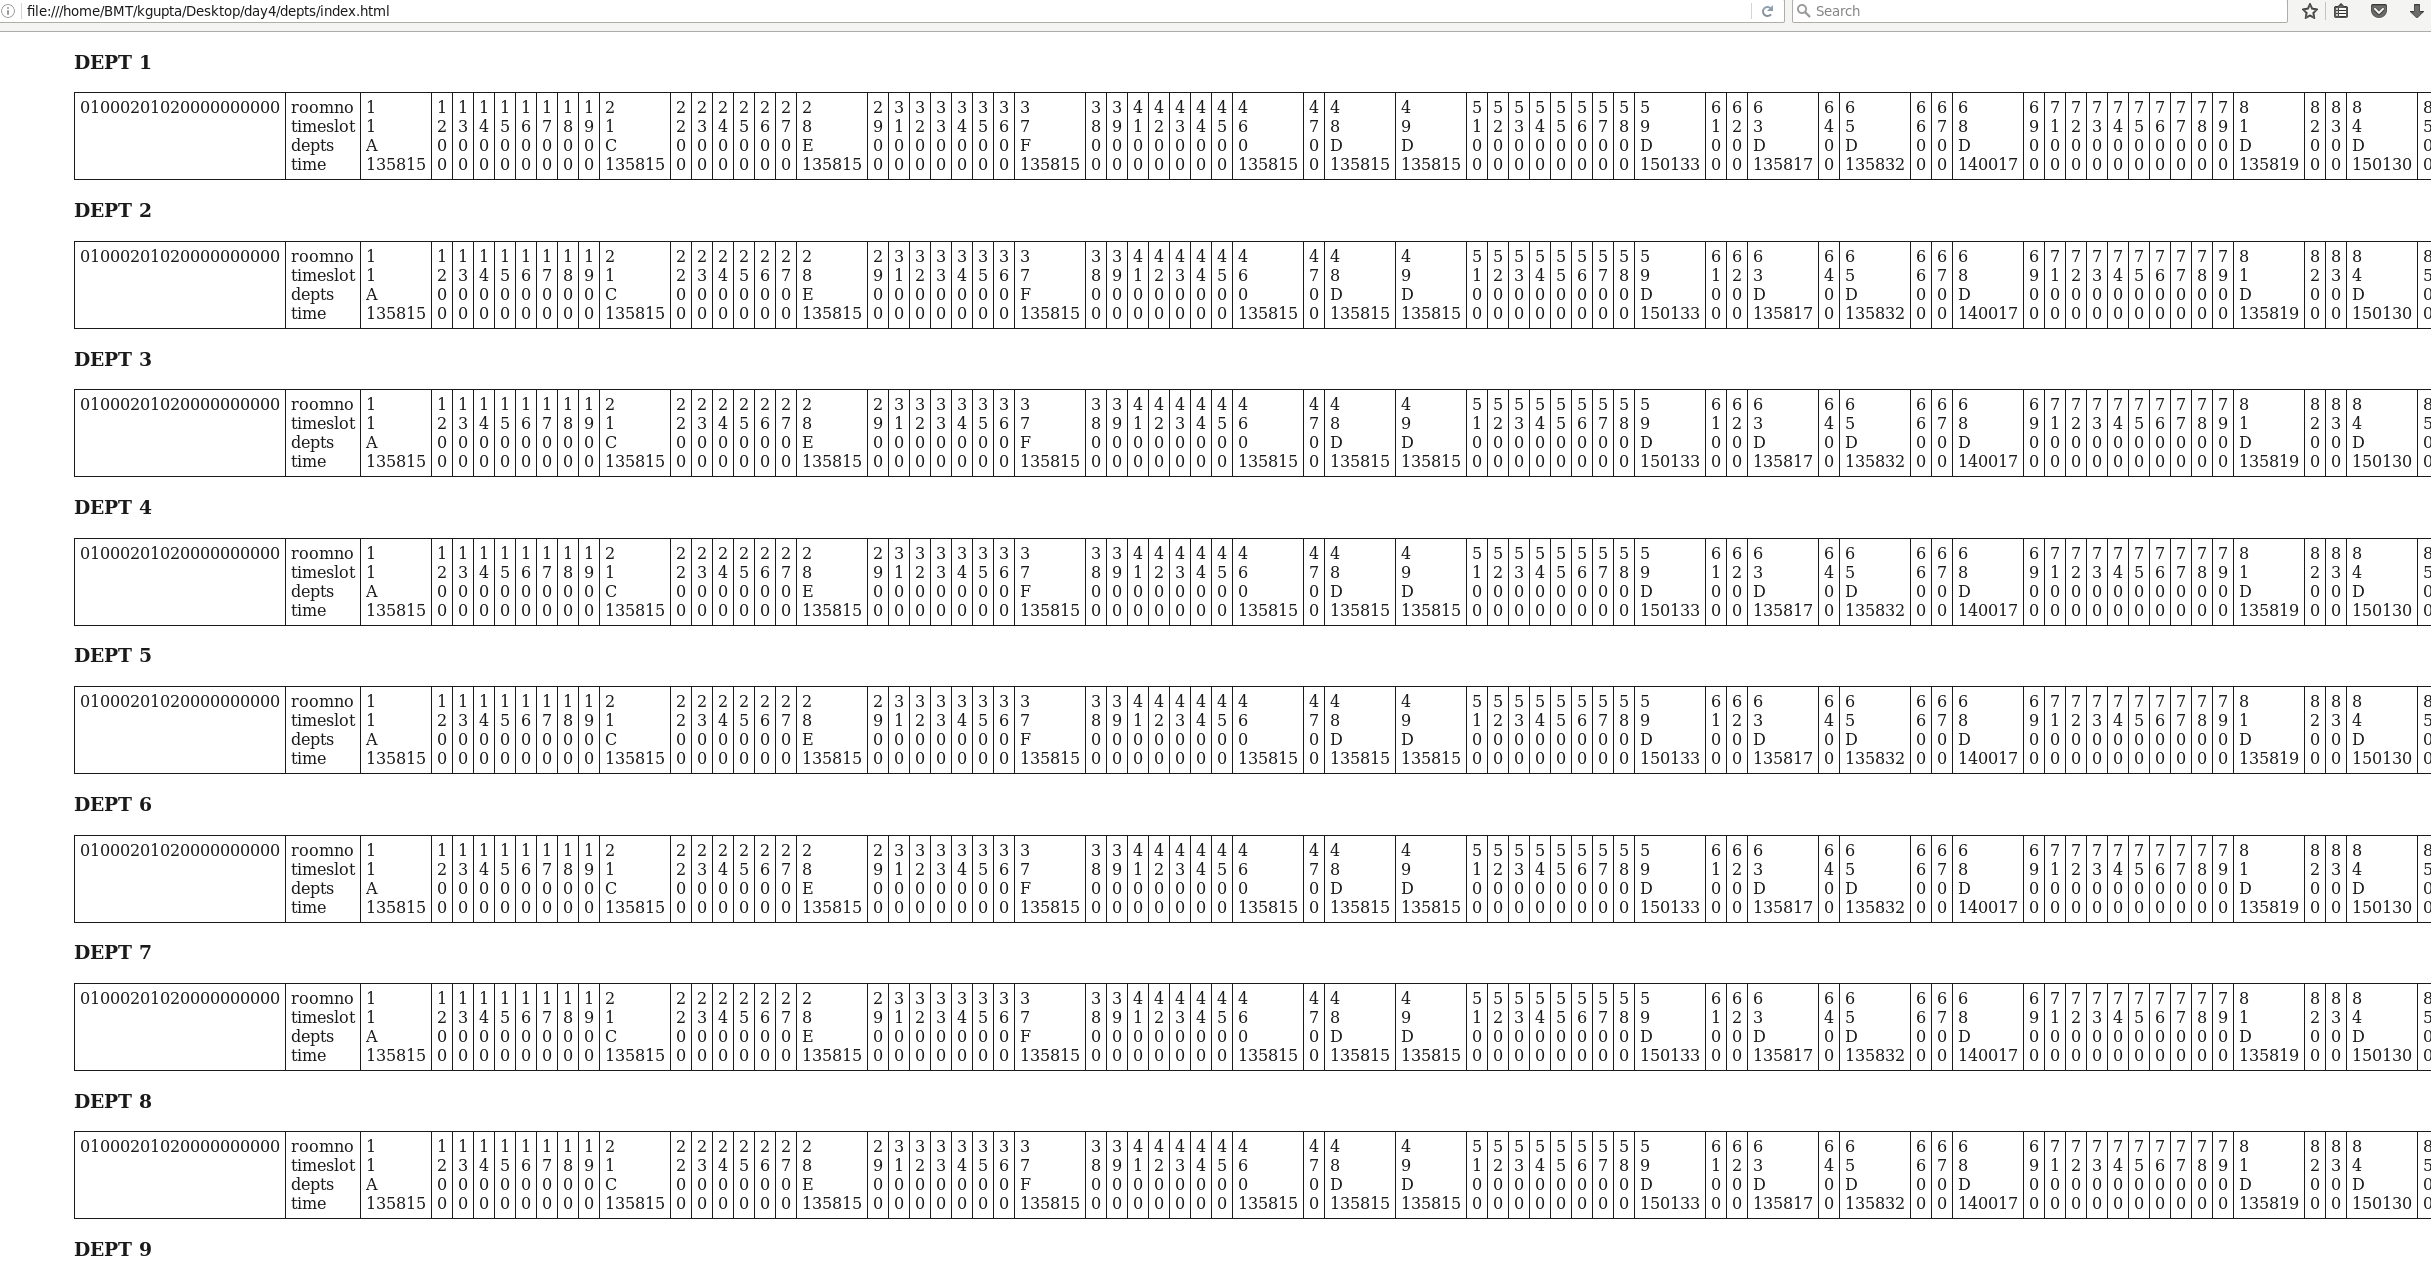 file:///home/BMT/kgupta/Desktop/day4/depts/index.html Search
DEPT 1
01000201020000000000 roomno 1 1 1 1 1 1 1 1 1 2 2 2 2 2 2 2 2 2 3 3 3 3 3 3 3 3 3 4 4 4 4 4 4 4 4 4 5 5 5 5 5 5 5 5 5 6 6 6 6 6 6 6 6 6 7 7 7 7 7 7 7 7 7 8 8 8 8 8
timeslot 1 2 3 4 5 6 7 8 9 1 2 3 4 5 6 7 8 9 1 2 3 4 5 6 7 8 9 1 2 3 4 5 6 7 8 9 1 2 3 4 5 6 7 8 9 1 2 3 4 5 6 7 8 9 1 2 3 4 5 6 7 8 9 1 2 3 4 5
depts A 0 0 0 0 0 0 0 0 C 0 0 0 0 0 0 E 0 0 0 0 0 0 0 F 0 0 0 0 0 0 0 0 0 D D 0 0 0 0 0 0 0 0 D 0 0 D 0 D 0 0 D 0 0 0 0 0 0 0 0 0 0 D 0 0 D 0
time 135815 0 0 0 0 0 0 0 0 135815 0 0 0 0 0 0 135815 0 0 0 0 0 0 0 135815 0 0 0 0 0 0 0 135815 0 135815 135815 0 0 0 0 0 0 0 0 150133 0 0 135817 0 135832 0 0 140017 0 0 0 0 0 0 0 0 0 0 135819 0 0 150130 0
DEPT 2
01000201020000000000 roomno 1 1 1 1 1 1 1 1 1 2 2 2 2 2 2 2 2 2 3 3 3 3 3 3 3 3 3 4 4 4 4 4 4 4 4 4 5 5 5 5 5 5 5 5 5 6 6 6 6 6 6 6 6 6 7 7 7 7 7 7 7 7 7 8 8 8 8 8
timeslot 1 2 3 4 5 6 7 8 9 1 2 3 4 5 6 7 8 9 1 2 3 4 5 6 7 8 9 1 2 3 4 5 6 7 8 9 1 2 3 4 5 6 7 8 9 1 2 3 4 5 6 7 8 9 1 2 3 4 5 6 7 8 9 1 2 3 4 5
depts A 0 0 0 0 0 0 0 0 C 0 0 0 0 0 0 E 0 0 0 0 0 0 0 F 0 0 0 0 0 0 0 0 0 D D 0 0 0 0 0 0 0 0 D 0 0 D 0 D 0 0 D 0 0 0 0 0 0 0 0 0 0 D 0 0 D 0
time 135815 0 0 0 0 0 0 0 0 135815 0 0 0 0 0 0 135815 0 0 0 0 0 0 0 135815 0 0 0 0 0 0 0 135815 0 135815 135815 0 0 0 0 0 0 0 0 150133 0 0 135817 0 135832 0 0 140017 0 0 0 0 0 0 0 0 0 0 135819 0 0 150130 0
DEPT 3
01000201020000000000 roomno 1 1 1 1 1 1 1 1 1 2 2 2 2 2 2 2 2 2 3 3 3 3 3 3 3 3 3 4 4 4 4 4 4 4 4 4 5 5 5 5 5 5 5 5 5 6 6 6 6 6 6 6 6 6 7 7 7 7 7 7 7 7 7 8 8 8 8 8
timeslot 1 2 3 4 5 6 7 8 9 1 2 3 4 5 6 7 8 9 1 2 3 4 5 6 7 8 9 1 2 3 4 5 6 7 8 9 1 2 3 4 5 6 7 8 9 1 2 3 4 5 6 7 8 9 1 2 3 4 5 6 7 8 9 1 2 3 4 5
depts A 0 0 0 0 0 0 0 0 C 0 0 0 0 0 0 E 0 0 0 0 0 0 0 F 0 0 0 0 0 0 0 0 0 D D 0 0 0 0 0 0 0 0 D 0 0 D 0 D 0 0 D 0 0 0 0 0 0 0 0 0 0 D 0 0 D 0
time 135815 0 0 0 0 0 0 0 0 135815 0 0 0 0 0 0 135815 0 0 0 0 0 0 0 135815 0 0 0 0 0 0 0 135815 0 135815 135815 0 0 0 0 0 0 0 0 150133 0 0 135817 0 135832 0 0 140017 0 0 0 0 0 0 0 0 0 0 135819 0 0 150130 0
DEPT 4
01000201020000000000 roomno 1 1 1 1 1 1 1 1 1 2 2 2 2 2 2 2 2 2 3 3 3 3 3 3 3 3 3 4 4 4 4 4 4 4 4 4 5 5 5 5 5 5 5 5 5 6 6 6 6 6 6 6 6 6 7 7 7 7 7 7 7 7 7 8 8 8 8 8
timeslot 1 2 3 4 5 6 7 8 9 1 2 3 4 5 6 7 8 9 1 2 3 4 5 6 7 8 9 1 2 3 4 5 6 7 8 9 1 2 3 4 5 6 7 8 9 1 2 3 4 5 6 7 8 9 1 2 3 4 5 6 7 8 9 1 2 3 4 5
depts A 0 0 0 0 0 0 0 0 C 0 0 0 0 0 0 E 0 0 0 0 0 0 0 F 0 0 0 0 0 0 0 0 0 D D 0 0 0 0 0 0 0 0 D 0 0 D 0 D 0 0 D 0 0 0 0 0 0 0 0 0 0 D 0 0 D 0
time 135815 0 0 0 0 0 0 0 0 135815 0 0 0 0 0 0 135815 0 0 0 0 0 0 0 135815 0 0 0 0 0 0 0 135815 0 135815 135815 0 0 0 0 0 0 0 0 150133 0 0 135817 0 135832 0 0 140017 0 0 0 0 0 0 0 0 0 0 135819 0 0 150130 0
DEPT 5
01000201020000000000 roomno 1 1 1 1 1 1 1 1 1 2 2 2 2 2 2 2 2 2 3 3 3 3 3 3 3 3 3 4 4 4 4 4 4 4 4 4 5 5 5 5 5 5 5 5 5 6 6 6 6 6 6 6 6 6 7 7 7 7 7 7 7 7 7 8 8 8 8 8
timeslot 1 2 3 4 5 6 7 8 9 1 2 3 4 5 6 7 8 9 1 2 3 4 5 6 7 8 9 1 2 3 4 5 6 7 8 9 1 2 3 4 5 6 7 8 9 1 2 3 4 5 6 7 8 9 1 2 3 4 5 6 7 8 9 1 2 3 4 5
depts A 0 0 0 0 0 0 0 0 C 0 0 0 0 0 0 E 0 0 0 0 0 0 0 F 0 0 0 0 0 0 0 0 0 D D 0 0 0 0 0 0 0 0 D 0 0 D 0 D 0 0 D 0 0 0 0 0 0 0 0 0 0 D 0 0 D 0
time 135815 0 0 0 0 0 0 0 0 135815 0 0 0 0 0 0 135815 0 0 0 0 0 0 0 135815 0 0 0 0 0 0 0 135815 0 135815 135815 0 0 0 0 0 0 0 0 150133 0 0 135817 0 135832 0 0 140017 0 0 0 0 0 0 0 0 0 0 135819 0 0 150130 0
DEPT 6
01000201020000000000 roomno 1 1 1 1 1 1 1 1 1 2 2 2 2 2 2 2 2 2 3 3 3 3 3 3 3 3 3 4 4 4 4 4 4 4 4 4 5 5 5 5 5 5 5 5 5 6 6 6 6 6 6 6 6 6 7 7 7 7 7 7 7 7 7 8 8 8 8 8
timeslot 1 2 3 4 5 6 7 8 9 1 2 3 4 5 6 7 8 9 1 2 3 4 5 6 7 8 9 1 2 3 4 5 6 7 8 9 1 2 3 4 5 6 7 8 9 1 2 3 4 5 6 7 8 9 1 2 3 4 5 6 7 8 9 1 2 3 4 5
depts A 0 0 0 0 0 0 0 0 C 0 0 0 0 0 0 E 0 0 0 0 0 0 0 F 0 0 0 0 0 0 0 0 0 D D 0 0 0 0 0 0 0 0 D 0 0 D 0 D 0 0 D 0 0 0 0 0 0 0 0 0 0 D 0 0 D 0
time 135815 0 0 0 0 0 0 0 0 135815 0 0 0 0 0 0 135815 0 0 0 0 0 0 0 135815 0 0 0 0 0 0 0 135815 0 135815 135815 0 0 0 0 0 0 0 0 150133 0 0 135817 0 135832 0 0 140017 0 0 0 0 0 0 0 0 0 0 135819 0 0 150130 0
DEPT 7
01000201020000000000 roomno 1 1 1 1 1 1 1 1 1 2 2 2 2 2 2 2 2 2 3 3 3 3 3 3 3 3 3 4 4 4 4 4 4 4 4 4 5 5 5 5 5 5 5 5 5 6 6 6 6 6 6 6 6 6 7 7 7 7 7 7 7 7 7 8 8 8 8 8
timeslot 1 2 3 4 5 6 7 8 9 1 2 3 4 5 6 7 8 9 1 2 3 4 5 6 7 8 9 1 2 3 4 5 6 7 8 9 1 2 3 4 5 6 7 8 9 1 2 3 4 5 6 7 8 9 1 2 3 4 5 6 7 8 9 1 2 3 4 5
depts A 0 0 0 0 0 0 0 0 C 0 0 0 0 0 0 E 0 0 0 0 0 0 0 F 0 0 0 0 0 0 0 0 0 D D 0 0 0 0 0 0 0 0 D 0 0 D 0 D 0 0 D 0 0 0 0 0 0 0 0 0 0 D 0 0 D 0
time 135815 0 0 0 0 0 0 0 0 135815 0 0 0 0 0 0 135815 0 0 0 0 0 0 0 135815 0 0 0 0 0 0 0 135815 0 135815 135815 0 0 0 0 0 0 0 0 150133 0 0 135817 0 135832 0 0 140017 0 0 0 0 0 0 0 0 0 0 135819 0 0 150130 0
DEPT 8
01000201020000000000 roomno 1 1 1 1 1 1 1 1 1 2 2 2 2 2 2 2 2 2 3 3 3 3 3 3 3 3 3 4 4 4 4 4 4 4 4 4 5 5 5 5 5 5 5 5 5 6 6 6 6 6 6 6 6 6 7 7 7 7 7 7 7 7 7 8 8 8 8 8
timeslot 1 2 3 4 5 6 7 8 9 1 2 3 4 5 6 7 8 9 1 2 3 4 5 6 7 8 9 1 2 3 4 5 6 7 8 9 1 2 3 4 5 6 7 8 9 1 2 3 4 5 6 7 8 9 1 2 3 4 5 6 7 8 9 1 2 3 4 5
depts A 0 0 0 0 0 0 0 0 C 0 0 0 0 0 0 E 0 0 0 0 0 0 0 F 0 0 0 0 0 0 0 0 0 D D 0 0 0 0 0 0 0 0 D 0 0 D 0 D 0 0 D 0 0 0 0 0 0 0 0 0 0 D 0 0 D 0
time 135815 0 0 0 0 0 0 0 0 135815 0 0 0 0 0 0 135815 0 0 0 0 0 0 0 135815 0 0 0 0 0 0 0 135815 0 135815 135815 0 0 0 0 0 0 0 0 150133 0 0 135817 0 135832 0 0 140017 0 0 0 0 0 0 0 0 0 0 135819 0 0 150130 0
DEPT 9